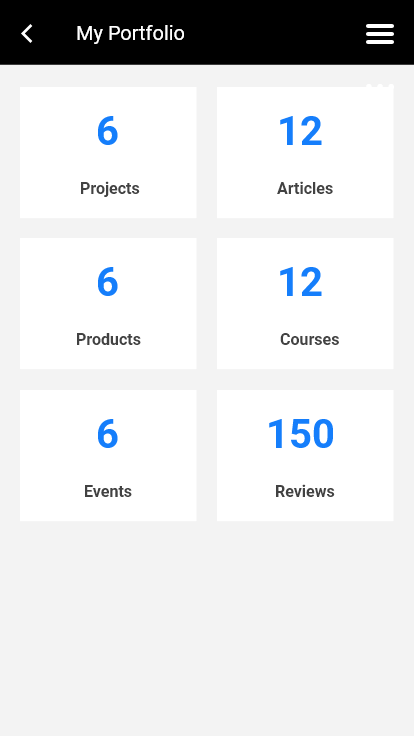 My Portfolio
6
12
Projects
Articles
6
12
Products
Courses
6
150
Events
Reviews